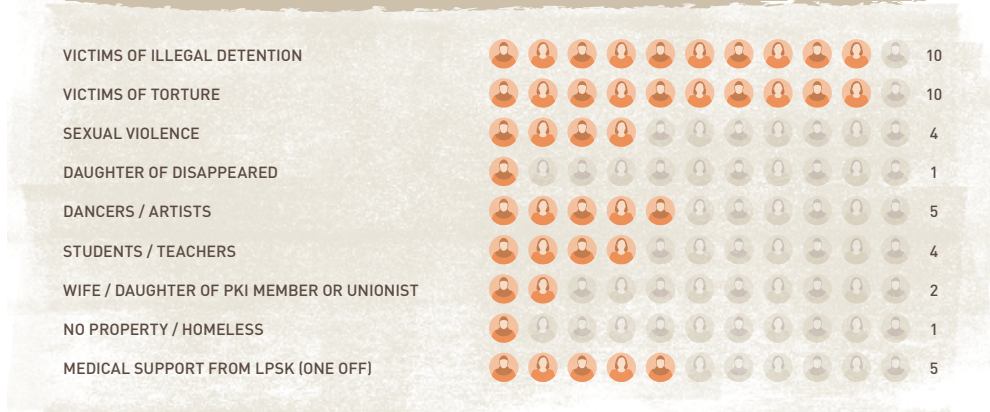 VICTIMS OF ILLEGAL DETENTION 10
VICTIMS OF TORTURE 10
SEXUAL VIOLENCE 4
DAUGHTER OF DISAPPEARED 1
DANCERS / ARTISTS 5
STUDENTS / TEACHERS 4
WIFE / DAUGHTER OF PKI MEMBER OR UNIONIST 2
NO PROPERTY / HOMELESS 1
MEDICAL SUPPORT FROM LPSK (ONE OFF) 5